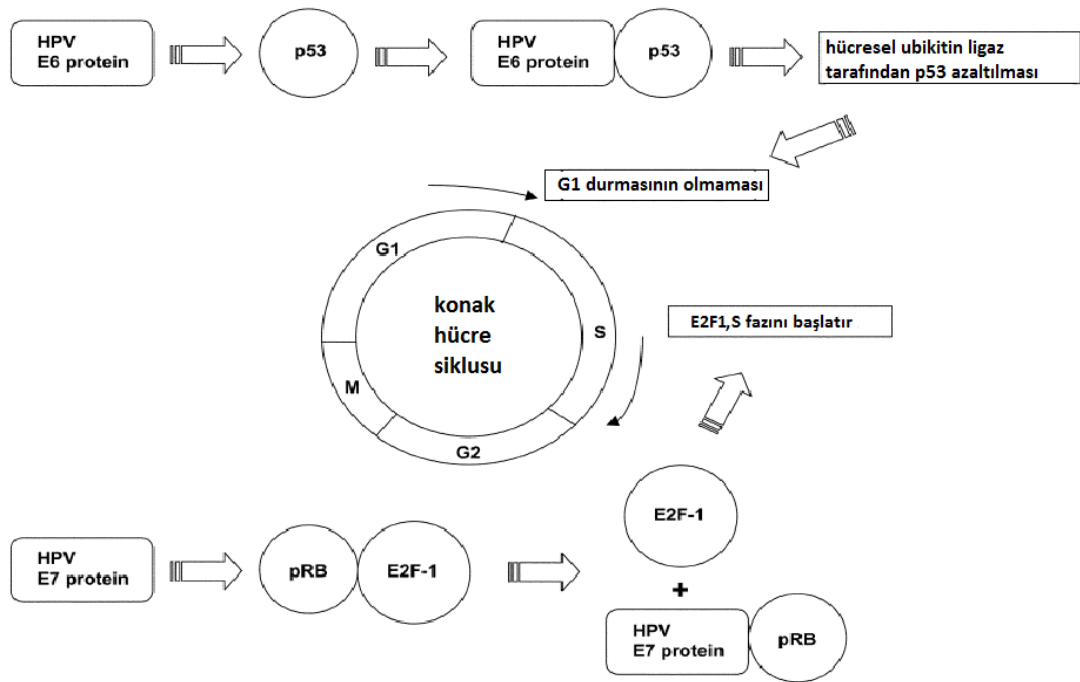 HPV
E6 protein
p53
HPV
E6 protein
p53
hücresel ubikitin ligaz
tarafından p53 azaltılması
G1 durmasının olmaması
G1
S
G2
M
konak
hücre
siklusu
E2F1,S fazını başlatır
HPV
E7 protein
pRB
E2F-1
E2F-1
+
HPV
E7 protein
pRB